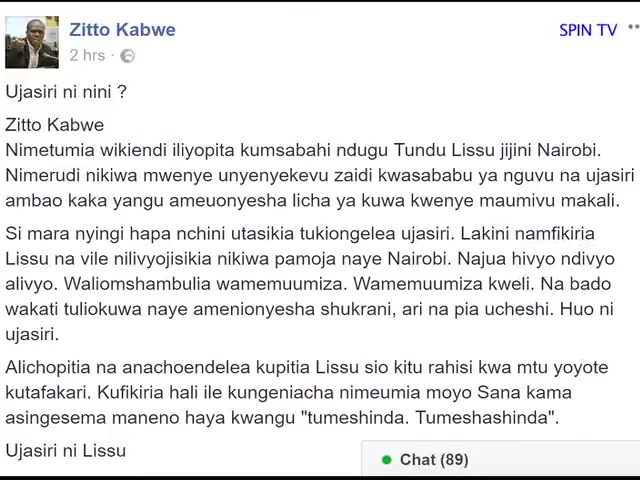 Zitto Kabwe
SPIN TV
2 hrs ·
Ujasiri ni nini ?
Zitto Kabwe
Nimetumia wikiendi iliyopita kumsabahi ndugu Tundu Lissu jijini Nairobi.
Nimerudi nikiwa mwenye unyenyekevu zaidi kwasababu ya nguvu na ujasiri
ambao kaka yangu ameuonyesha licha ya kuwa kwenye maumivu makali.
Si mara nyingi hapa nchini utasikia tukiongelea ujasiri. Lakini namfikiria
Lissu na vile nilivyojisikia nikiwa pamoja naye Nairobi. Najua hivyo ndivyo
alivyo. Waliomshambulia wamemuumiza. Wamemuumiza kweli. Na bado
wakati tuliokuwa naye amenionyesha shukrani, ari na pia ucheshi. Huo ni
ujasiri.
Alichopitia na anachoendelea kupitia Lissu sio kitu rahisi kwa mtu yoyote
kutafakari. Kufikiria hali ile kungeniacha nimeumia moyo Sana kama
asingesema maneno haya kwangu "tumeshinda. Tumeshashinda".
Ujasiri ni Lissu
Chat (89)